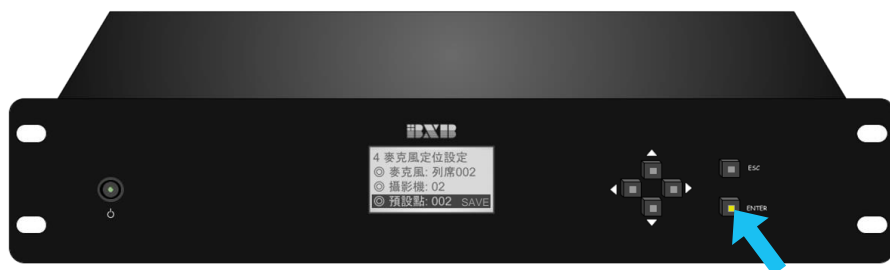 BXB
4 麥克風定位設定
◎ 麥克風: 列席002
◎ 攝影機: 02
◎ 預設點: 002 SAVE
ESC
ENTER